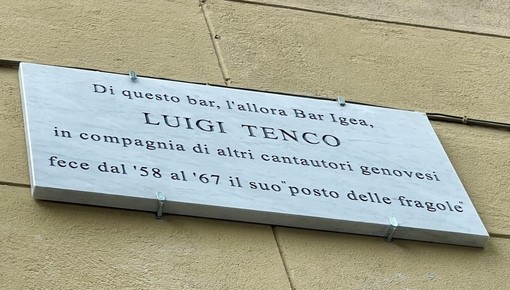 Di questo bar, l'allora Bar Igea,
LUIGI TENCO
in compagnia di altri cantautori genovesi
fece dal '58 al '67 il suo "posto delle fragole"